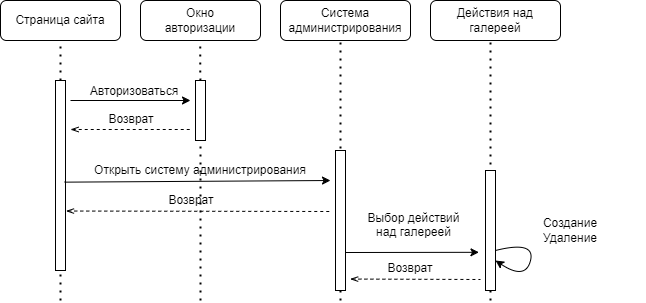 Страница сайта
Окно
авторизации
Система
администрирования
Действия над
галереей
Авторизоваться
Возврат
Открыть систему администрирования
Возврат
Выбор действий
над галереей
Создание
Удаление
Возврат